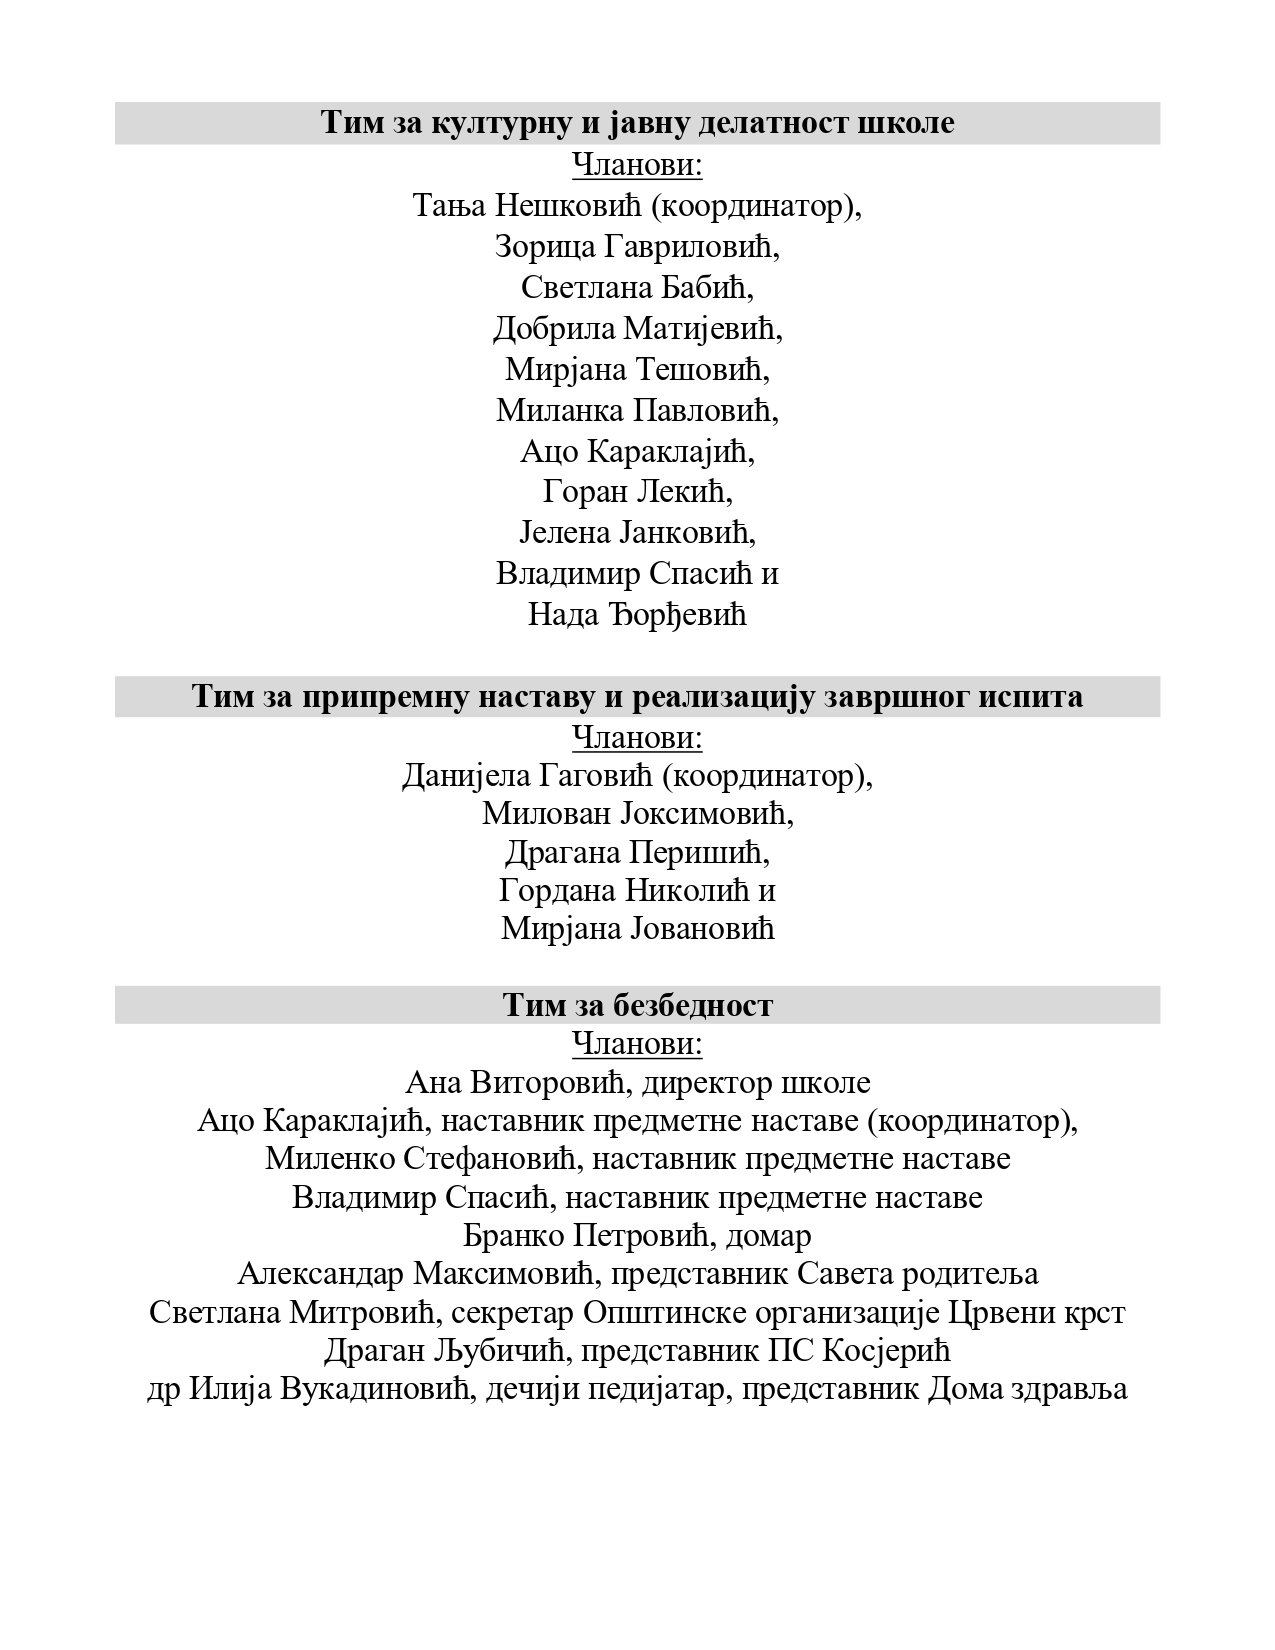 Тим за културну и јавну делатност школе
Чланови:
Тања Нешковић (координатор),
Зорица Гавриловић,
Светлана Бабић,
Добрила Матијевић,
Мирјана Тешовић,
Миланка Павловић,
Ацо Караклајић,
Горан Лекић,
Јелена Јанковић,
Владимир Спасић и
Нада Ђорђевић
Тим за припремну наставу и реализацију завршног испита
Чланови:
Данијела Гаговић (координатор),
Милован Јоксимовић,
Драгана Перишић,
Гордана Николић и
Мирјана Јовановић
Тим за безбедност
Чланови:
Ана Виторовић, директор школе
Ацо Караклајић, наставник предметне наставе (координатор),
Миленко Стефановић, наставник предметне наставе
Владимир Спасић, наставник предметне наставе
Бранко Петровић, домар
Александар Максимовић, представник Савета родитеља
Светлана Митровић, секретар Општинске организације Црвени крст
Драган Љубичић, представник ПС Косјерић
др Илија Вукадиновић, дечији педијатар, представник Дома здравља